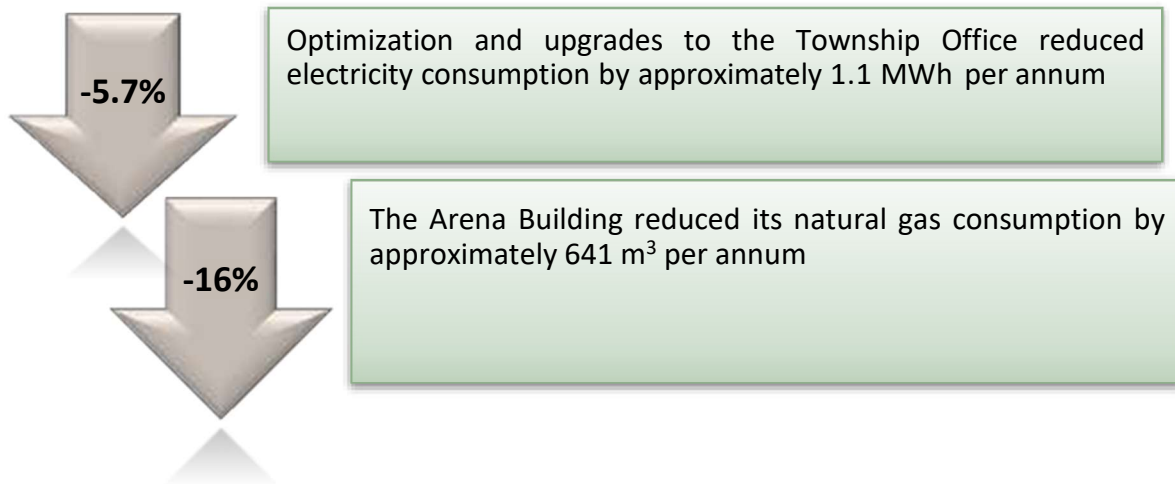 -5.7%
Optimization and upgrades to the Township Office reduced
electricity consumption by approximately 1.1 MWh per annum
-16%
The Arena Building reduced its natural gas consumption by
approximately 641 m³ per annum